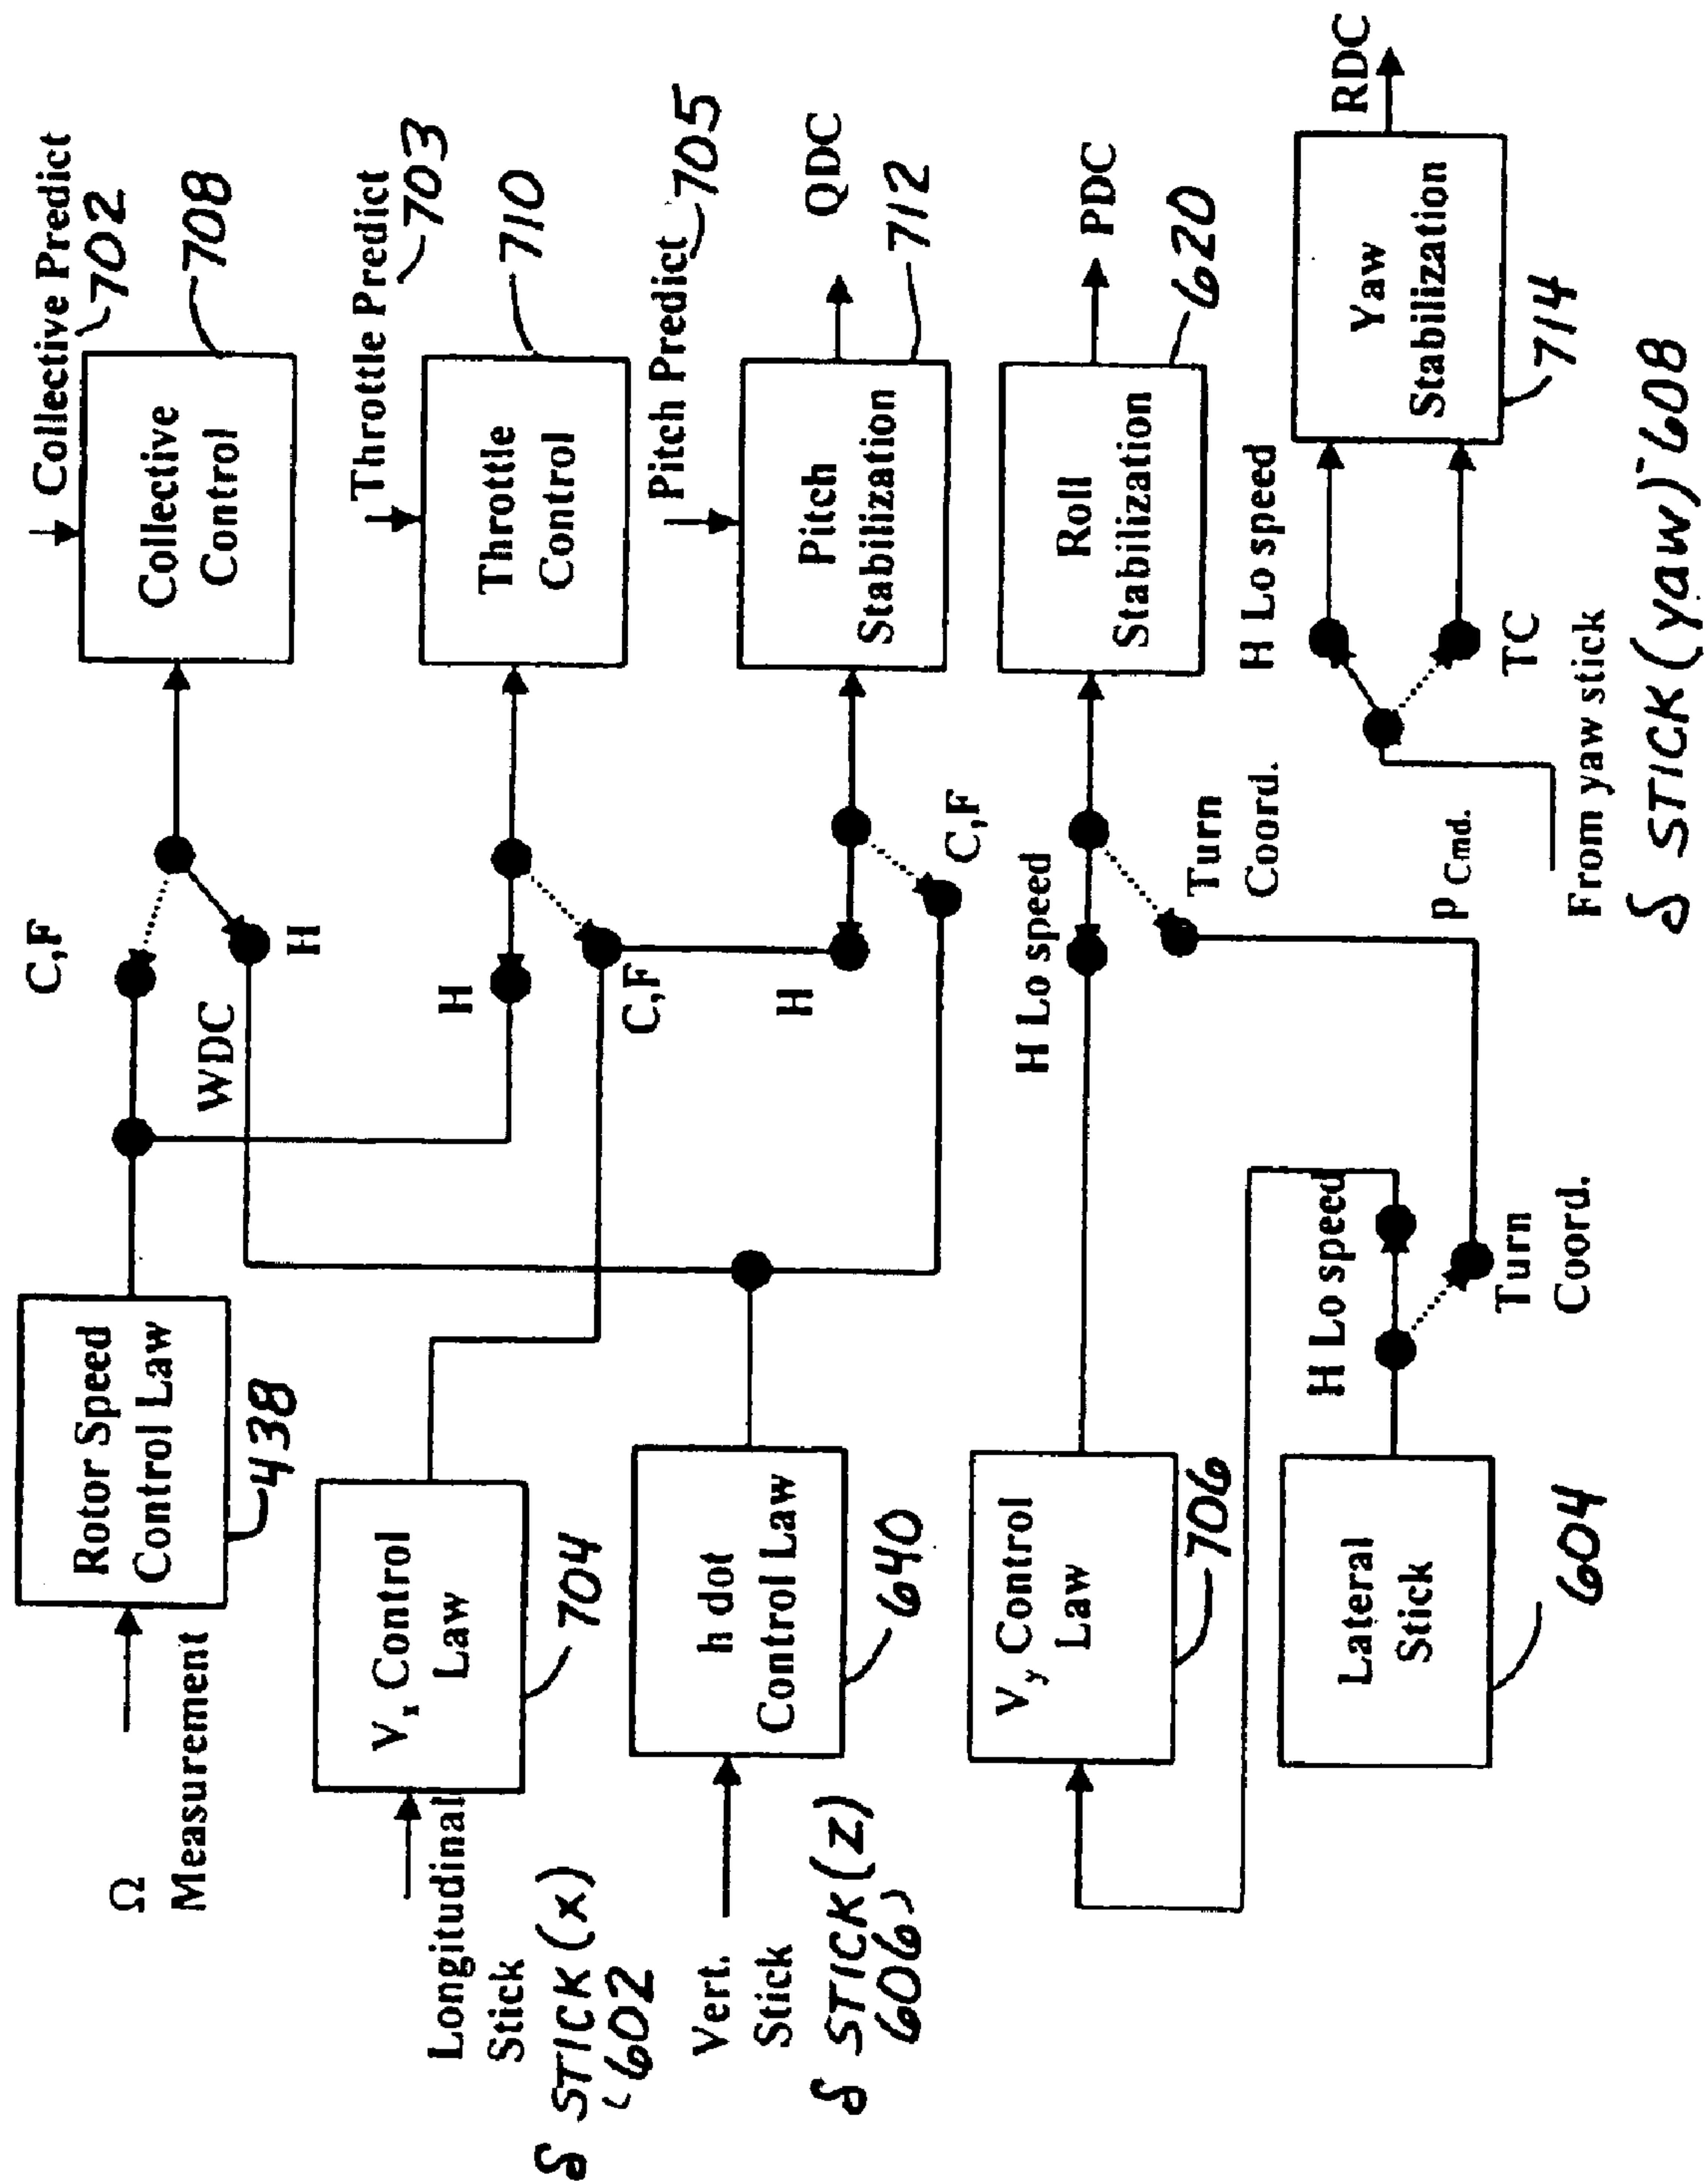 Ω
Measurement
Rotor Speed
Control Law
438
C,F
WDC
H
Collective Predict
702
Collective
Control
708
Longitudinal
Stick
δ STICK (x)
602
Vx Control
Law
704
H
C,F
Throttle Predict
703
Throttle
Control
710
Vert.
Stick
δ STICK (z)
606
h dot
Control Law
640
H
C,F
Pitch Predict
705
Pitch
Stabilization
QDC
712
Vy Control
Law
706
H Lo speed
Turn
Coord.
Roll
Stabilization
PDC
620
Lateral
Stick
604
H Lo speed
Turn
Coord.
p Cmd.
H Lo speed
TC
From yaw stick
Yaw
Stabilization
RDC
714
δ STICK (yaw) 608